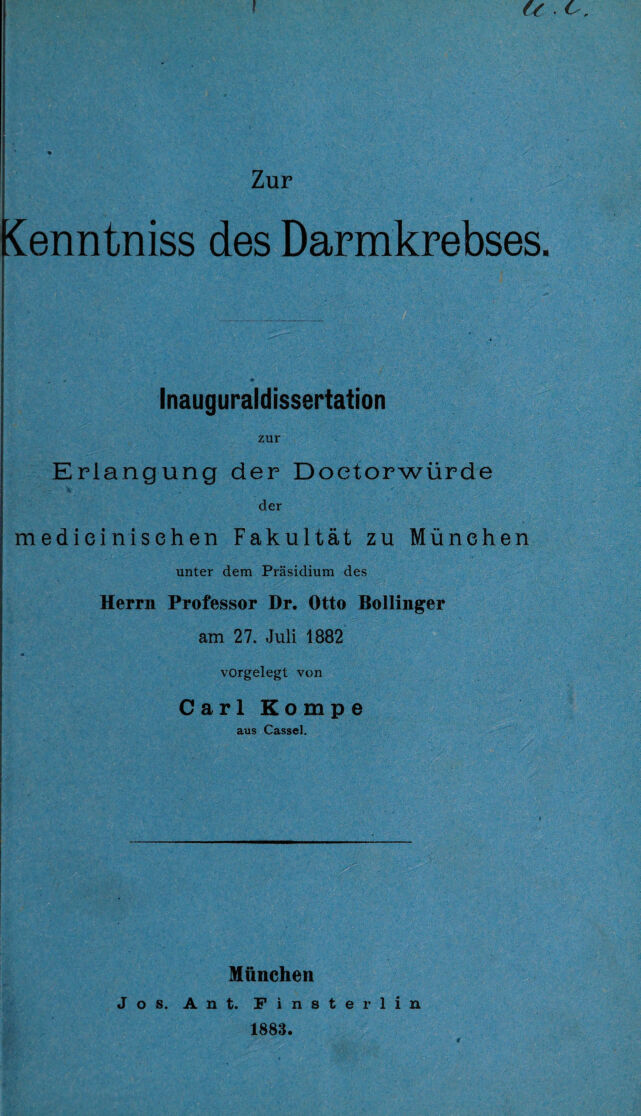 Zur
Kenntniss des Darmkrebses.
Inauguraldissertation
zur
Erlangung der Doctorwürde
der
medicinischen Fakultät zu München
unter dem Präsidium des
Herrn Professor Dr. Otto Bollinger
am 27. Juli 1882
vorgelegt von
Carl Kompe
aus Cassel.
München
Jos. Ant. Finsterlin
1883.